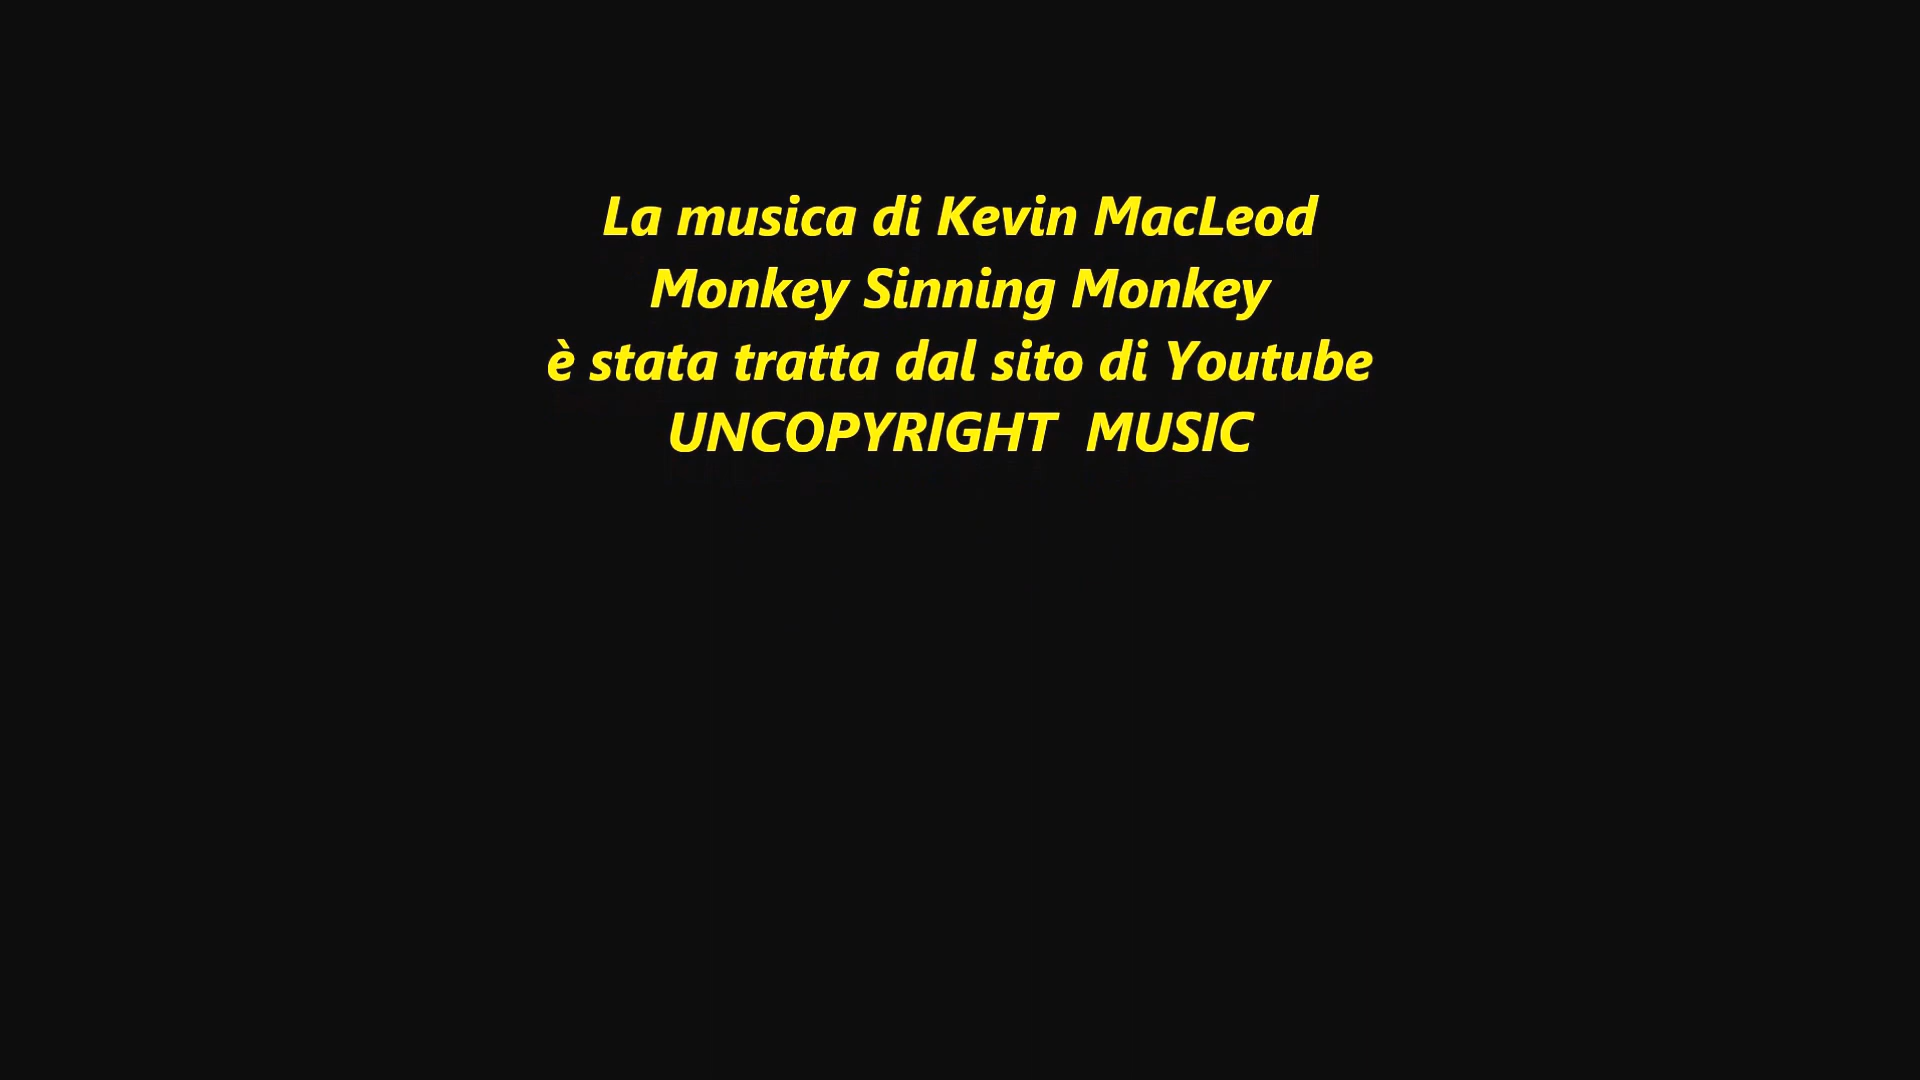 La musica di Kevin MacLeod
Monkey Sinning Monkey
è stata tratta dal sito di Youtube
UNCOPYRIGHT  MUSIC